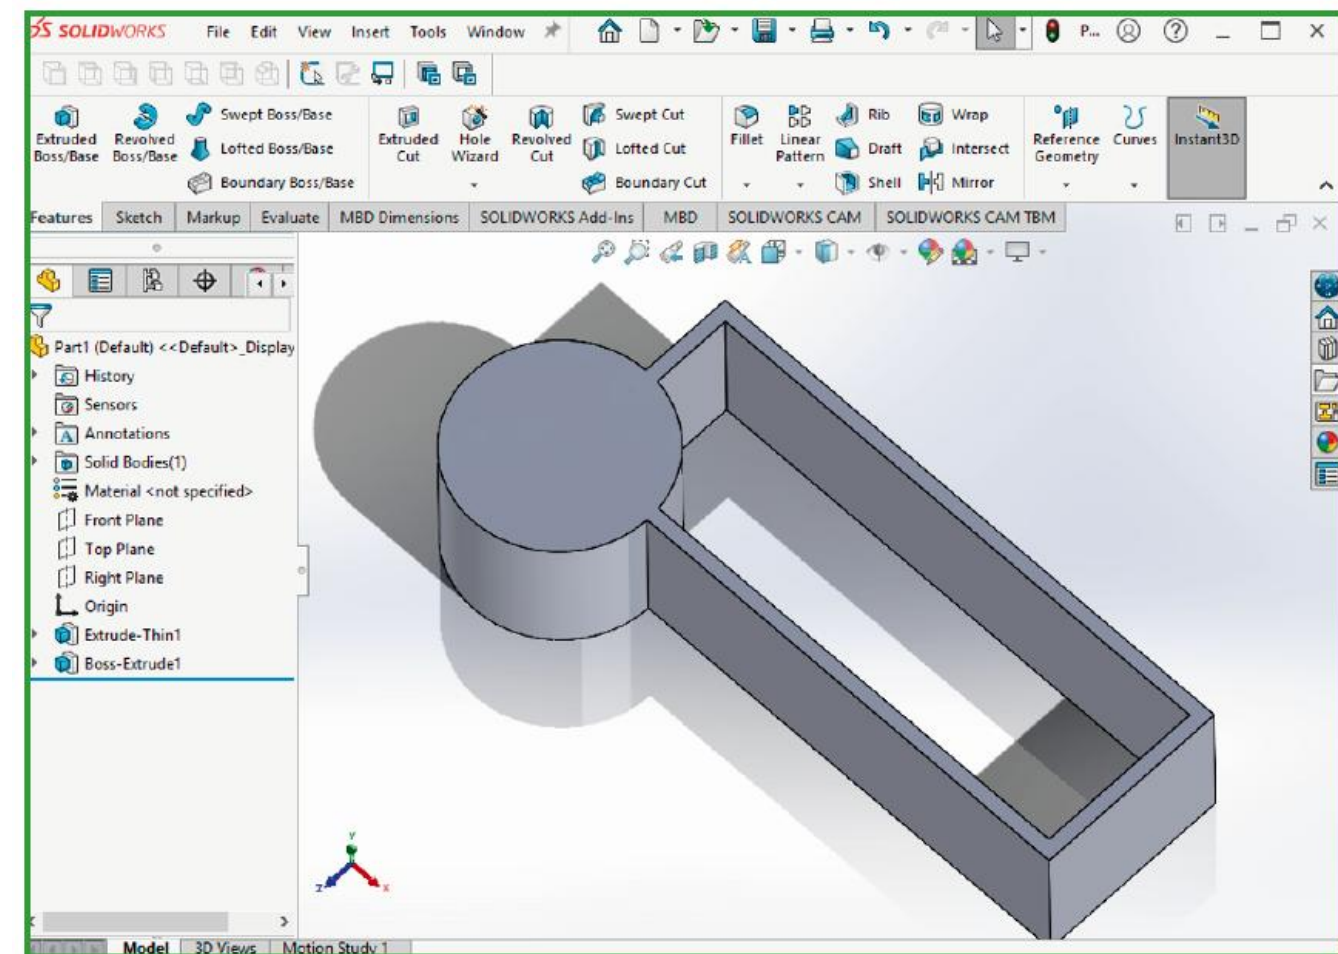 SOLIDWORKS File Edit View Insert Tools Window P...
Extruded Boss/Base
Revolved Boss/Base
Swept Boss/Base
Lofted Boss/Base
Boundary Boss/Base
Extruded Cut
Hole Wizard
Revolved Cut
Swept Cut
Lofted Cut
Boundary Cut
Fillet
Linear Pattern
Rib
Draft
Shell
Wrap
Intersect
Mirror
Reference Geometry
Curves
Instant3D
Features Sketch Markup Evaluate MBD Dimensions SOLIDWORKS Add-Ins MBD SOLIDWORKS CAM SOLIDWORKS CAM TBM
Part1 (Default) <<Default>_Display
History
Sensors
Annotations
Solid Bodies(1)
Material <not specified>
Front Plane
Top Plane
Right Plane
Origin
Extrude-Thin1
Boss-Extrude1
Y
Z X
Model 3D Views Motion Study 1